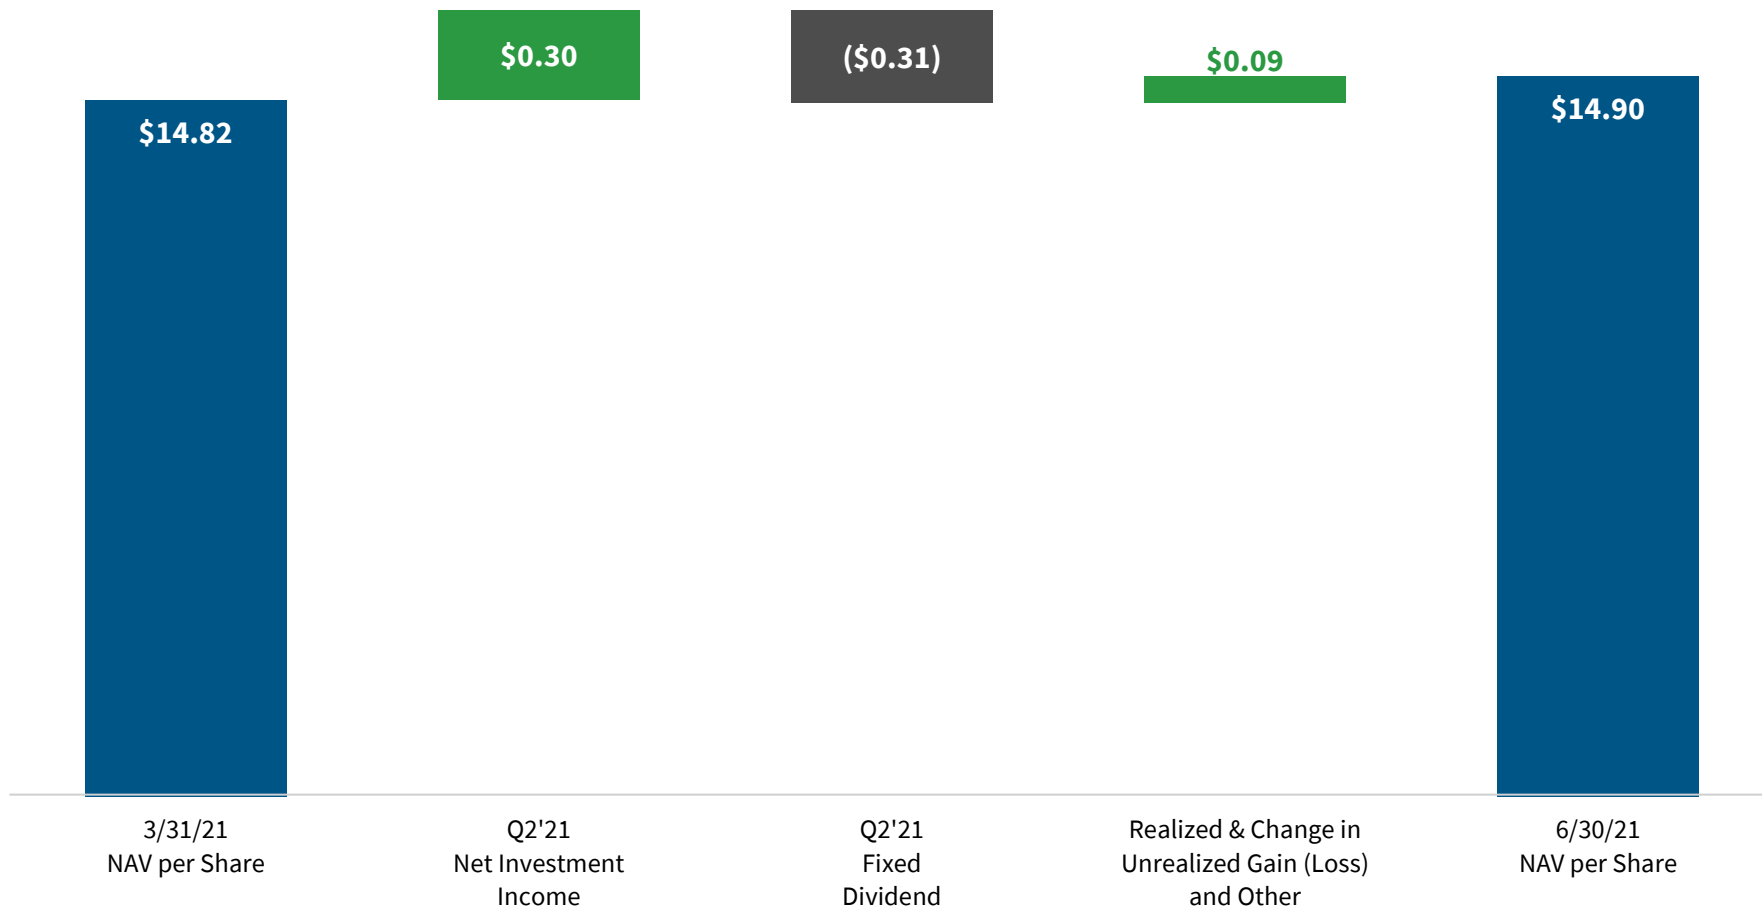 $14.82
$0.30
($0.31)
$0.09
$14.90
3/31/21
NAV per Share
Q2'21
Net Investment
Income
Q2'21
Fixed
Dividend
Realized & Change in
Unrealized Gain (Loss)
and Other
6/30/21
NAV per Share